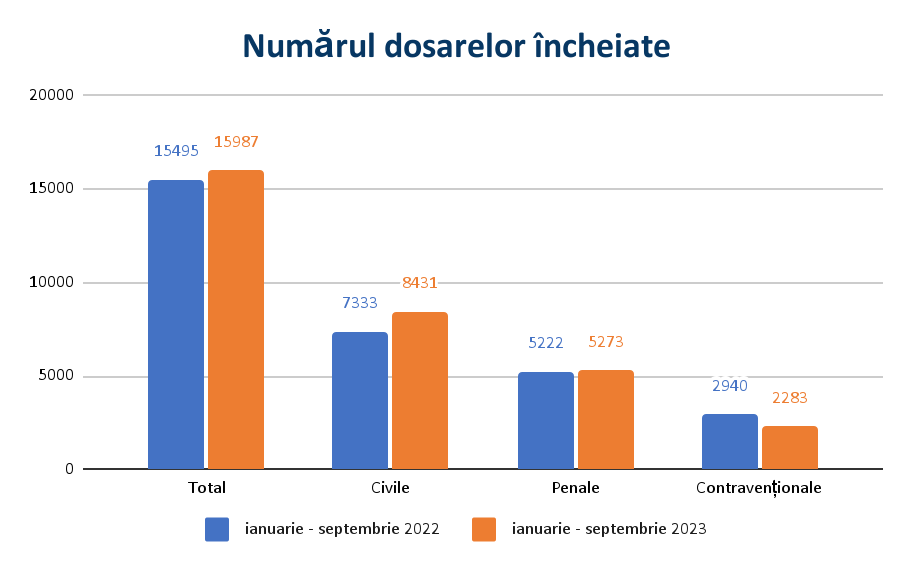 Numărul dosarelor încheiate
20000
15000
10000
5000
0
15495
15987
7333
8431
5222
5273
2940
2283
Total
Civile
Penale
Contravenționale
ianuarie - septembrie 2022
ianuarie - septembrie 2023